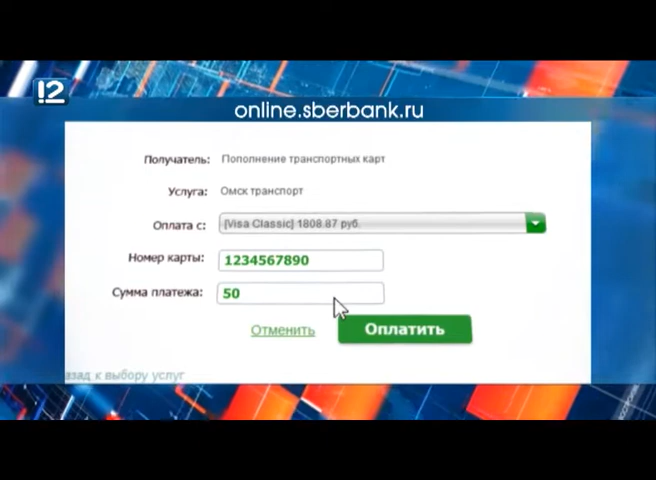 12
online.sberbank.ru
Получатель: Пополнение транспортных карт
Услуга: Омск транспорт
Оплата с: [Visa Classic] 1808.87 руб.
Номер карты: 1234567890
Сумма платежа: 50
Отменить Оплатить
к выбору услуг